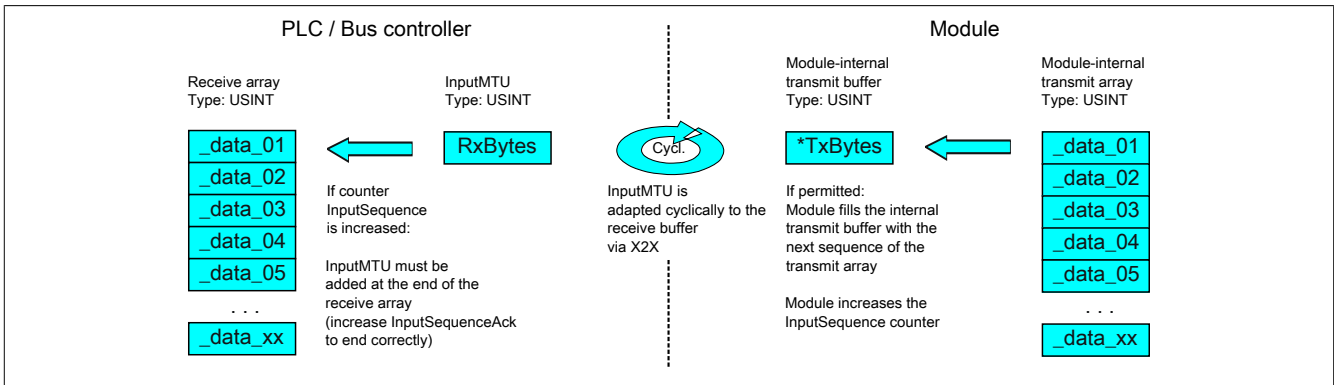 PLC / Bus controller
Module
Receive array
Type: USINT
InputMTU
Type: USINT
Module-internal
transmit buffer
Type: USINT
Module-internal
transmit array
Type: USINT
_data_01
_data_02
_data_03
_data_04
_data_05
. . .
_data_xx
RxBytes
If counter
InputSequence
is increased:
InputMTU must be
added at the end of the
receive array
(increase InputSequenceAck
to end correctly)
Cycl.
InputMTU is
adapted cyclically to the
receive buffer
via X2X
*TxBytes
If permitted:
Module fills the internal
transmit buffer with the
next sequence of the
transmit array
Module increases the
InputSequence counter
_data_01
_data_02
_data_03
_data_04
_data_05
. . .
_data_xx